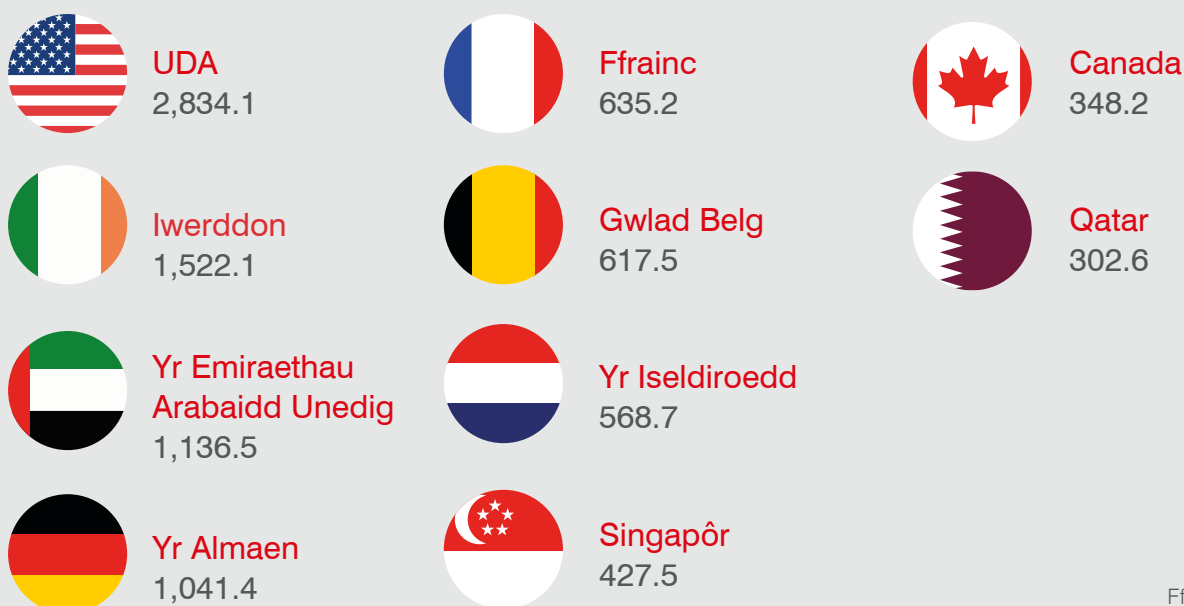 UDA
2,834.1
Iwerddon
1,522.1
Yr Emiraethau
Arabaidd Unedig
1,136.5
Yr Almaen
1,041.4
Ffrainc
635.2
Gwlad Belg
617.5
Yr Iseldiroedd
568.7
Singapôr
427.5
Canada
348.2
Qatar
302.6